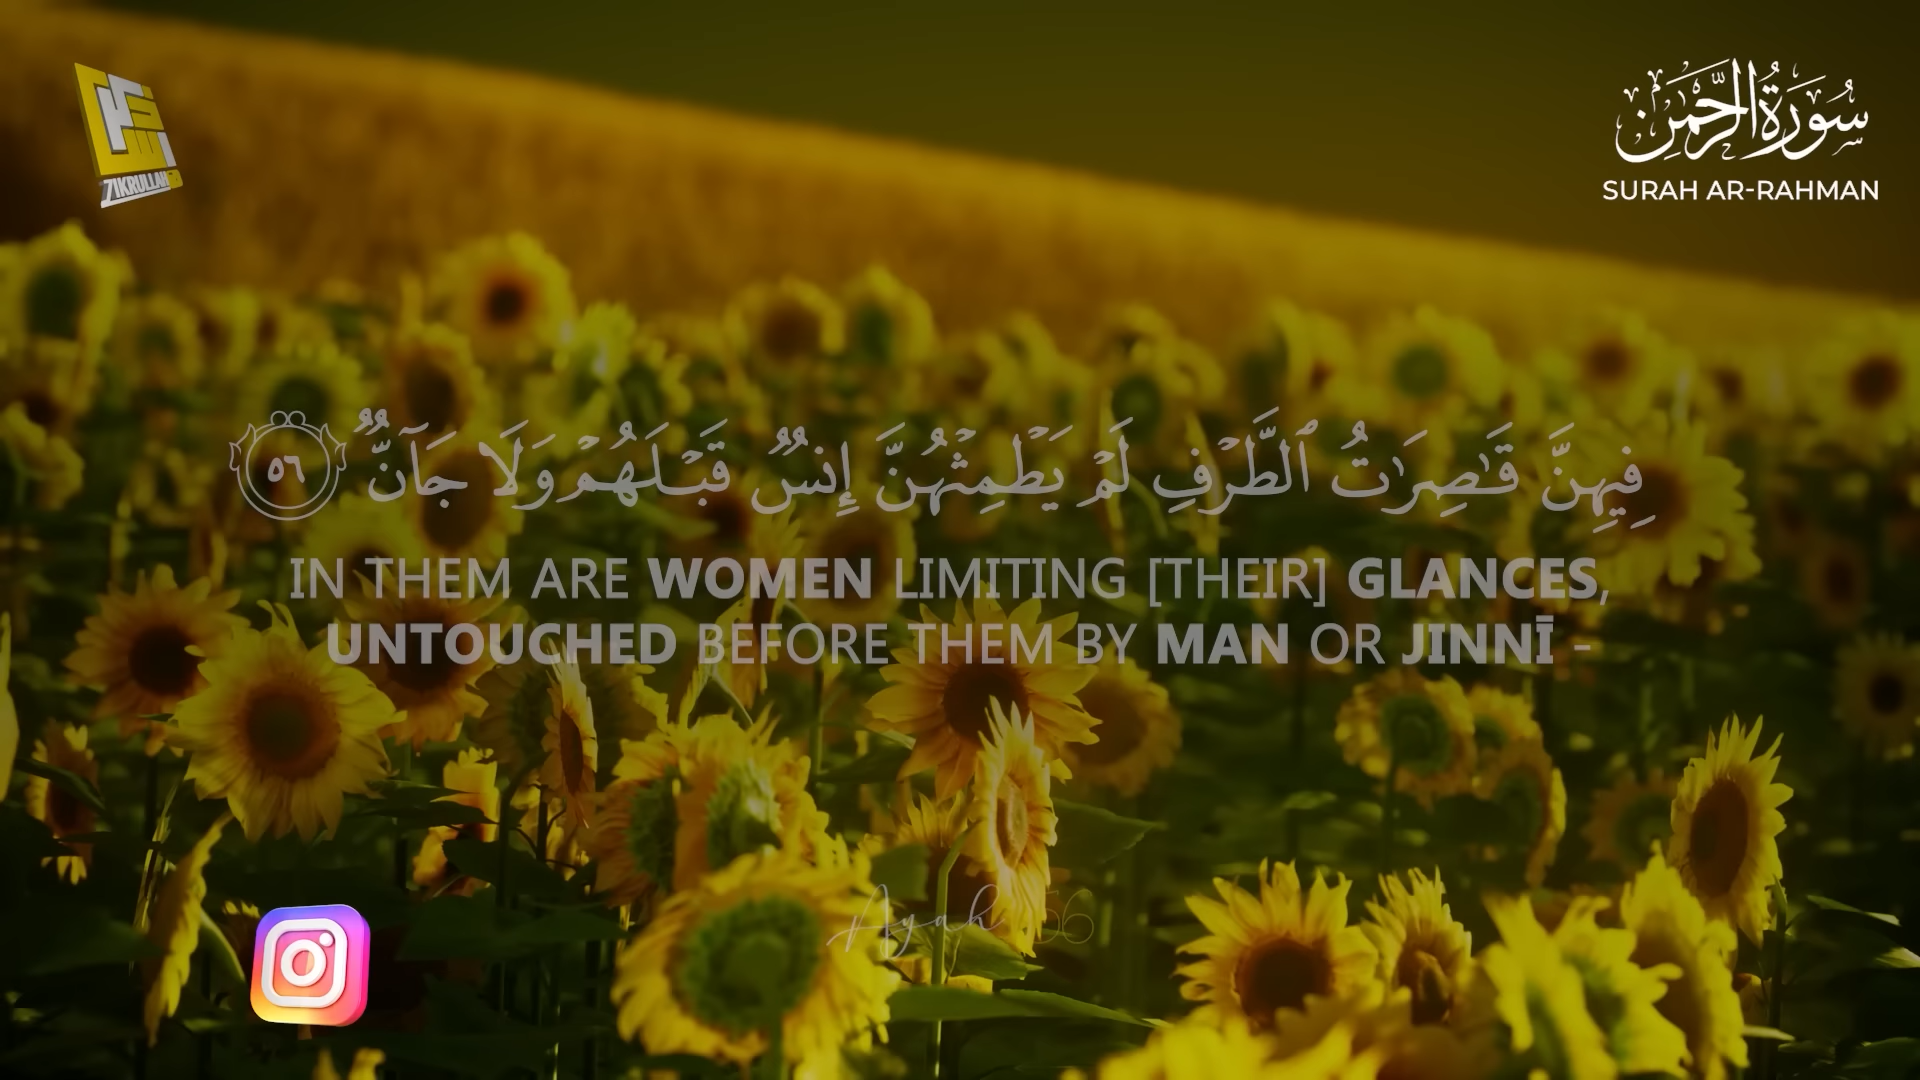 ZIKRULLAH
سُورَةُ الرَّحْمَٰن
SURAH AR-RAHMAN
فِيهِنَّ قَٰصِرَٰتُ ٱلطَّرْفِ لَمْ يَطْمِثْهُنَّ إِنسٌ قَبْلَهُمْ وَلَا جَآنٌّ ٥٦
IN THEM ARE WOMEN LIMITING [THEIR] GLANCES,
UNTOUCHED BEFORE THEM BY MAN OR JINNĪ -
Ayah 56